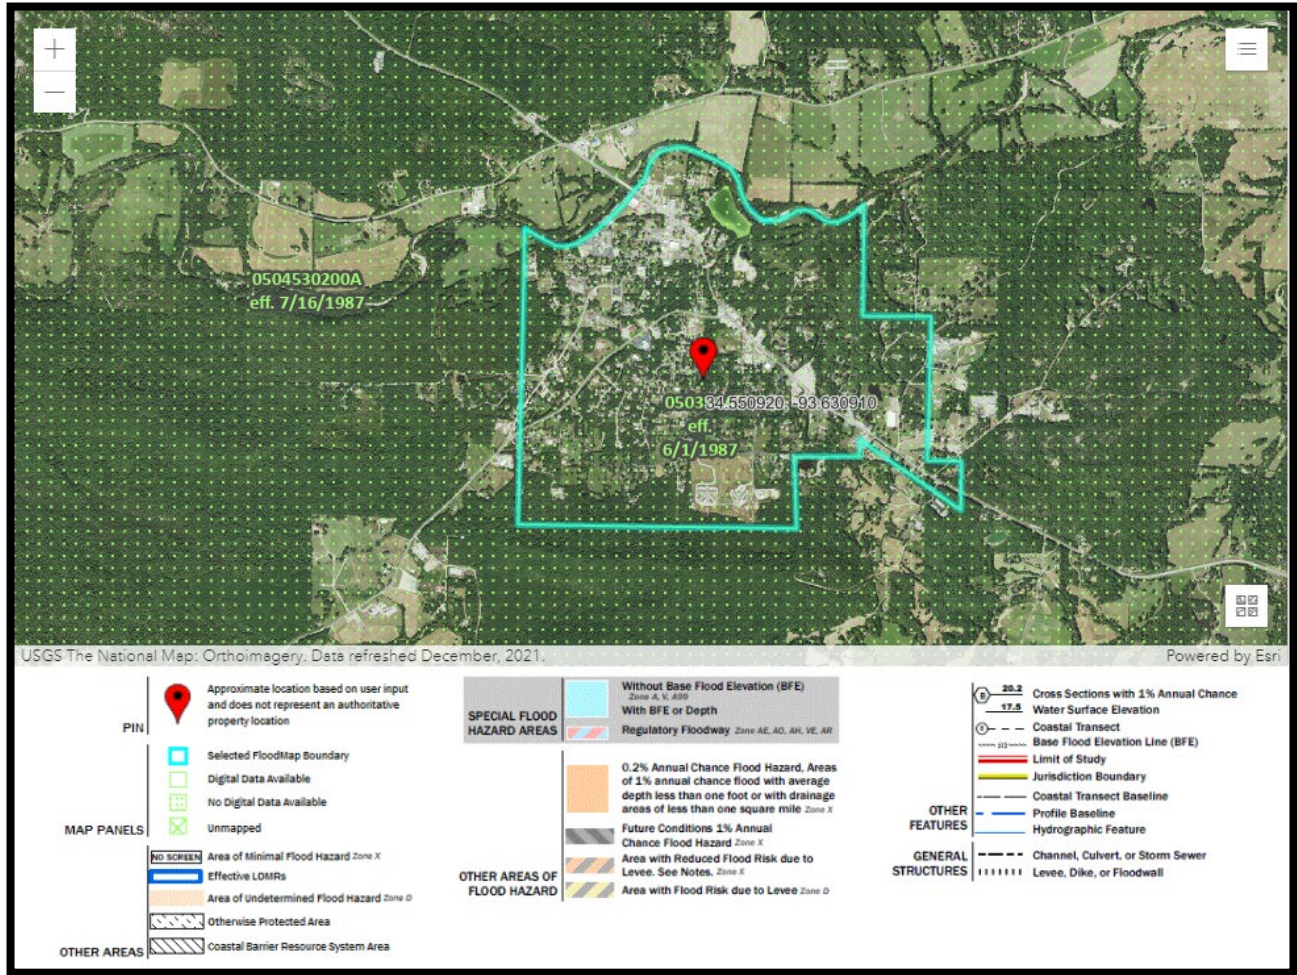 0504530200A
eff. 7/16/1987
0503
34.550920, -93.630910
eff.
6/1/1987
USGS The National Map: Orthoimagery. Data refreshed December, 2021.
Powered by Esri
PIN
Approximate location based on user input
and does not represent an authoritative
property location
MAP PANELS
Selected FloodMap Boundary
Digital Data Available
No Digital Data Available
Unmapped
OTHER AREAS
NO SCREEN Area of Minimal Flood Hazard Zone X
Effective LOMRs
Area of Undetermined Flood Hazard Zone D
Otherwise Protected Area
Coastal Barrier Resource System Area
SPECIAL FLOOD
HAZARD AREAS
Without Base Flood Elevation (BFE)
Zone A, V, A99
With BFE or Depth
Regulatory Floodway Zone AE, AO, AH, VE, AR
OTHER AREAS OF
FLOOD HAZARD
0.2% Annual Chance Flood Hazard, Areas
of 1% annual chance flood with average
depth less than one foot or with drainage
areas of less than one square mile Zone X
Future Conditions 1% Annual
Chance Flood Hazard Zone X
Area with Reduced Flood Risk due to
Levee. See Notes. Zone X
Area with Flood Risk due to Levee Zone D
OTHER
FEATURES
B 20.2 Cross Sections with 1% Annual Chance
17.5 Water Surface Elevation
8 Coastal Transect
513 Base Flood Elevation Line (BFE)
Limit of Study
Jurisdiction Boundary
Coastal Transect Baseline
Profile Baseline
Hydrographic Feature
GENERAL
STRUCTURES
Channel, Culvert, or Storm Sewer
Levee, Dike, or Floodwall